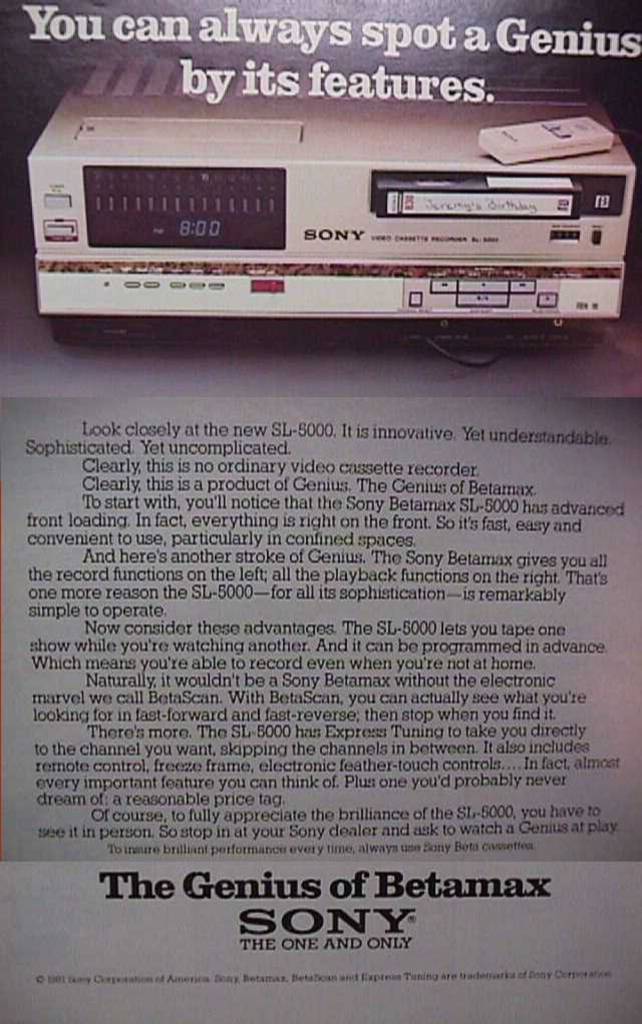 You can always spot a Genius
by its features.
8:00
SONY VIDEO CASSETTE RECORDER SL-5000
Jeremy's Birthday
Look closely at the new SL-5000. It is innovative. Yet understandable.
Sophisticated. Yet uncomplicated.
Clearly, this is no ordinary video cassette recorder.
Clearly, this is a product of Genius. The Genius of Betamax.
To start with, you'll notice that the Sony Betamax SL-5000 has advanced
front loading. In fact, everything is right on the front. So it's fast, easy and
convenient to use, particularly in confined spaces.
And here's another stroke of Genius. The Sony Betamax gives you all
the record functions on the left; all the playback functions on the right. That's
one more reason the SL-5000—for all its sophistication—is remarkably
simple to operate.
Now consider these advantages. The SL-5000 lets you tape one
show while you're watching another. And it can be programmed in advance.
Which means you're able to record even when you're not at home.
Naturally, it wouldn't be a Sony Betamax without the electronic
marvel we call BetaScan. With BetaScan, you can actually see what you're
looking for in fast-forward and fast-reverse; then stop when you find it.
There's more. The SL-5000 has Express Tuning to take you directly
to the channel you want, skipping the channels in between. It also includes
remote control, freeze frame, electronic feather-touch controls.... In fact, almost
every important feature you can think of. Plus one you'd probably never
dream of: a reasonable price tag.
Of course, to fully appreciate the brilliance of the SL-5000, you have to
see it in person. So stop in at your Sony dealer and ask to watch a Genius at play.
To insure brilliant performance every time, always use Sony Beta cassettes.
The Genius of Betamax
SONY®
THE ONE AND ONLY
© 1981 Sony Corporation of America. Sony, Betamax, BetaScan and Express Tuning are trademarks of Sony Corporation